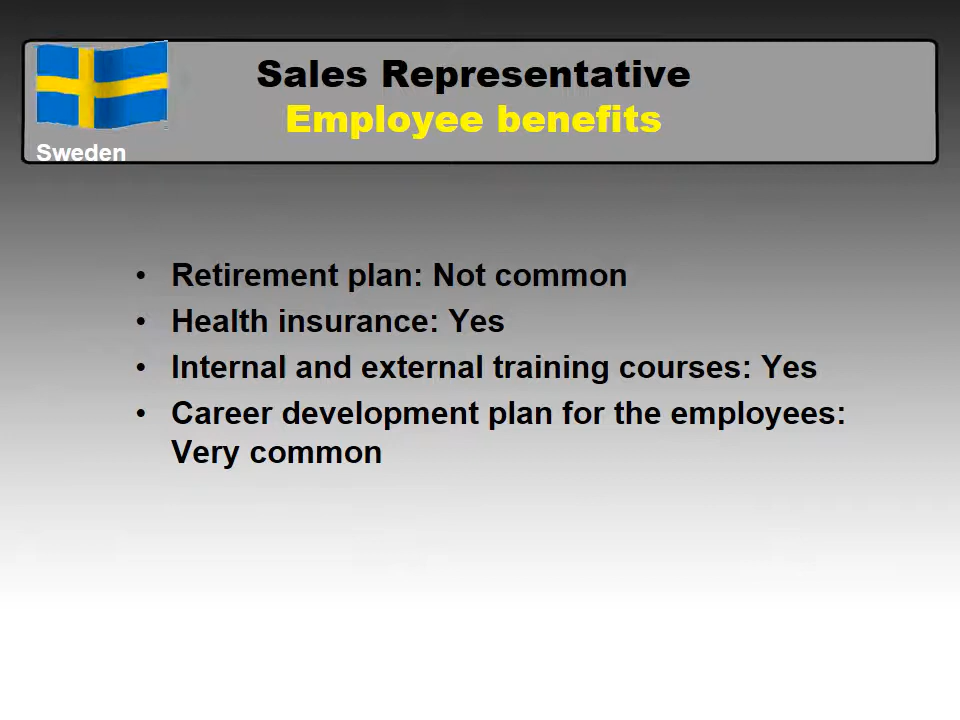 Sales Representative
Employee benefits
Sweden
• Retirement plan: Not common
• Health insurance: Yes
• Internal and external training courses: Yes
• Career development plan for the employees:
Very common